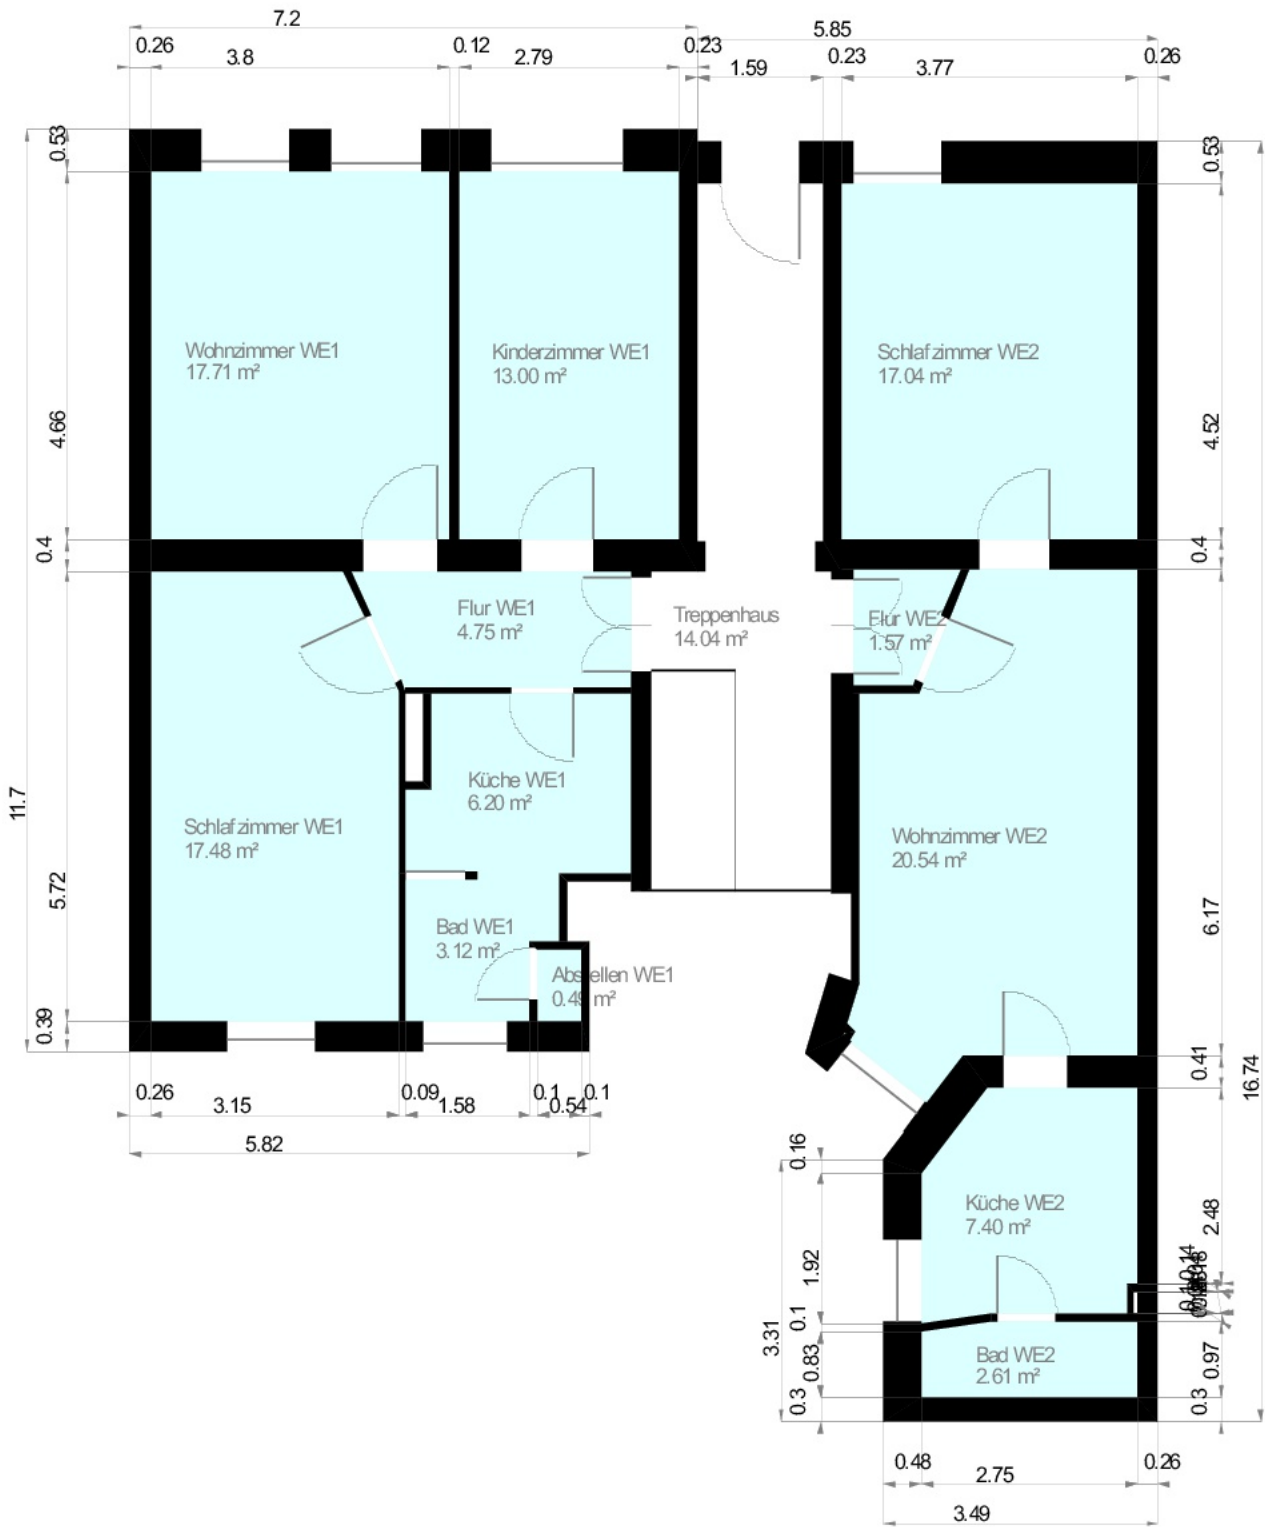 7.2
5.85
0.26
3.8
0.12
2.79
0.23
1.59
0.23
3.77
0.26
0.53
0.53
Wohnzimmer WE1
17.71 m²
Kinderzimmer WE1
13.00 m²
Schlafzimmer WE2
17.04 m²
4.66
4.52
0.4
0.4
Flur WE1
4.75 m²
Treppenhaus
14.04 m²
Flur WE2
1.57 m²
11.7
16.74
Küche WE1
6.20 m²
Schlafzimmer WE1
17.48 m²
Wohnzimmer WE2
20.54 m²
5.72
6.17
Bad WE1
3.12 m²
Abstellen WE1
0.49 m²
0.39
0.41
0.26
3.15
0.09
1.58
0.1
0.54
0.1
5.82
0.16
Küche WE2
7.40 m²
2.48
1.92
0.14
0.1
3.31
0.83
Bad WE2
2.61 m²
0.97
0.3
0.3
0.48
2.75
0.26
3.49